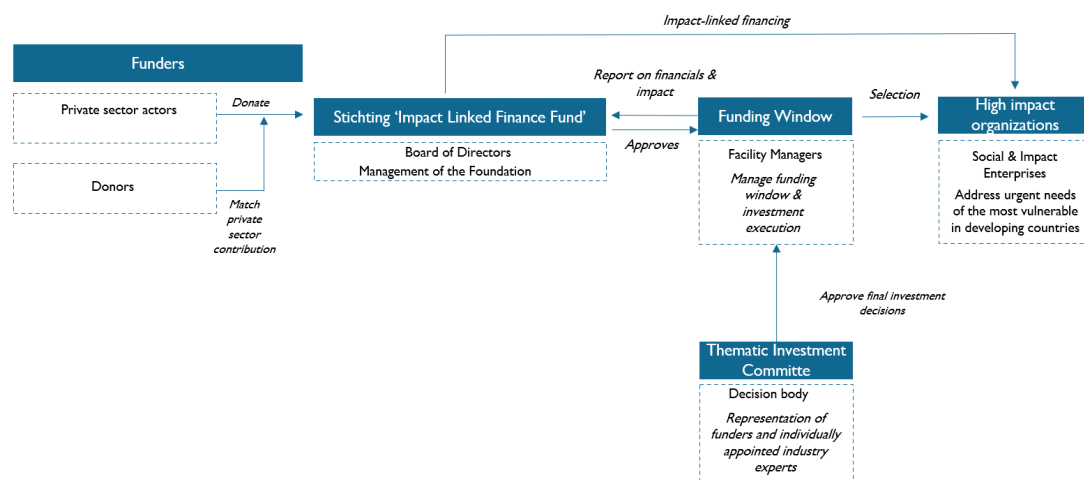 Impact-linked financing
Funders
Private sector actors
Donate
Donors
Match
private
sector
contribution
Stichting ‘Impact Linked Finance Fund’
Board of Directors
Management of the Foundation
Report on financials &
impact
Approves
Funding Window
Facility Managers
Manage funding
window &
investment
execution
Selection
High impact
organizations
Social & Impact
Enterprises
Address urgent needs
of the most vulnerable
in developing countries
Approve final investment
decisions
Thematic Investment
Committe
Decision body
Representation of
funders and individually
appointed industry
experts